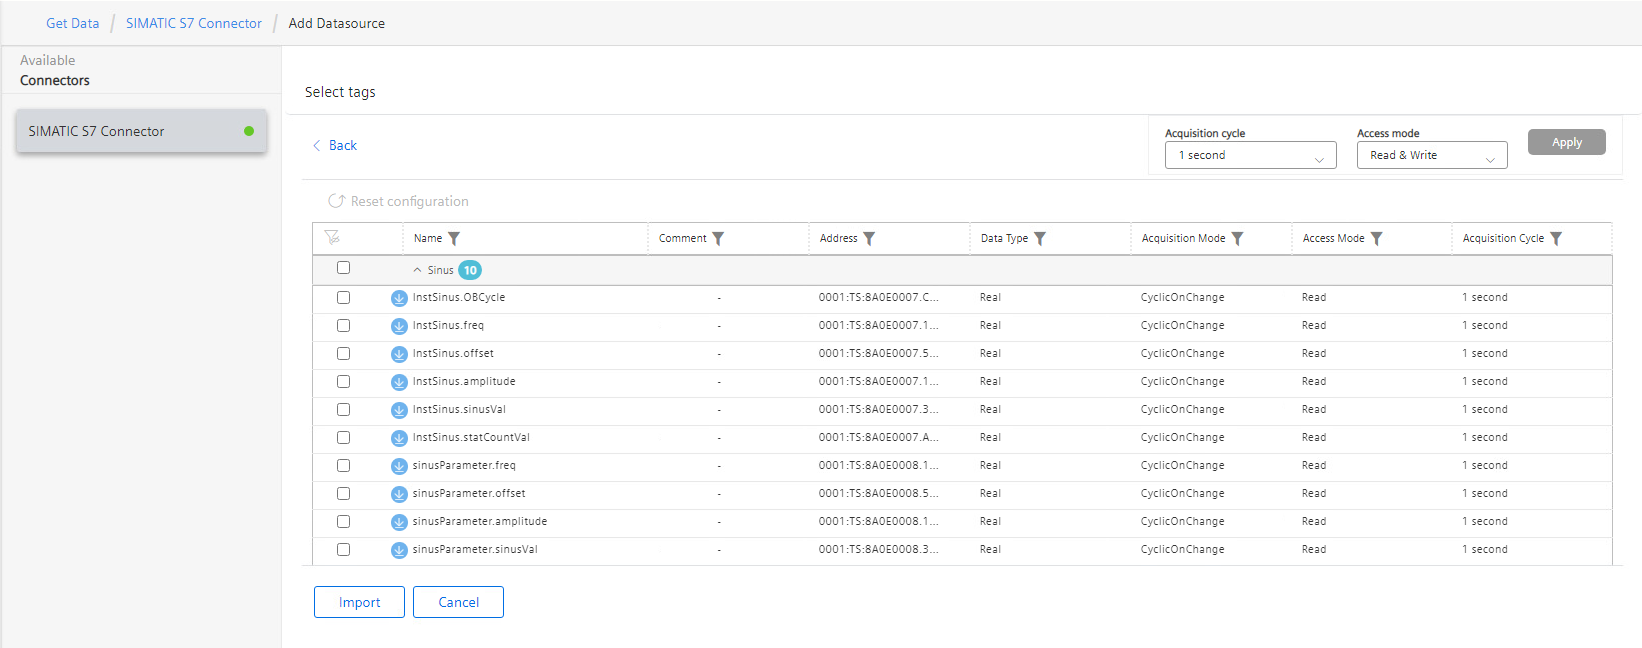 Get Data / SIMATIC S7 Connector / Add Datasource
Available
Connectors
SIMATIC S7 Connector
Select tags
Back
Acquisition cycle
1 second
Access mode
Read & Write
Apply
Reset configuration
Name Comment Address Data Type Acquisition Mode Access Mode Acquisition Cycle
Sinus 10
InstSinus.OBCycle - 0001:TS:8A0E0007.C... Real CyclicOnChange Read 1 second
InstSinus.freq - 0001:TS:8A0E0007.1... Real CyclicOnChange Read 1 second
InstSinus.offset - 0001:TS:8A0E0007.5... Real CyclicOnChange Read 1 second
InstSinus.amplitude - 0001:TS:8A0E0007.1... Real CyclicOnChange Read 1 second
InstSinus.sinusVal - 0001:TS:8A0E0007.3... Real CyclicOnChange Read 1 second
InstSinus.statCountVal - 0001:TS:8A0E0007.A... Real CyclicOnChange Read 1 second
sinusParameter.freq - 0001:TS:8A0E0008.1... Real CyclicOnChange Read 1 second
sinusParameter.offset - 0001:TS:8A0E0008.5... Real CyclicOnChange Read 1 second
sinusParameter.amplitude - 0001:TS:8A0E0008.1... Real CyclicOnChange Read 1 second
sinusParameter.sinusVal - 0001:TS:8A0E0008.3... Real CyclicOnChange Read 1 second
Import Cancel